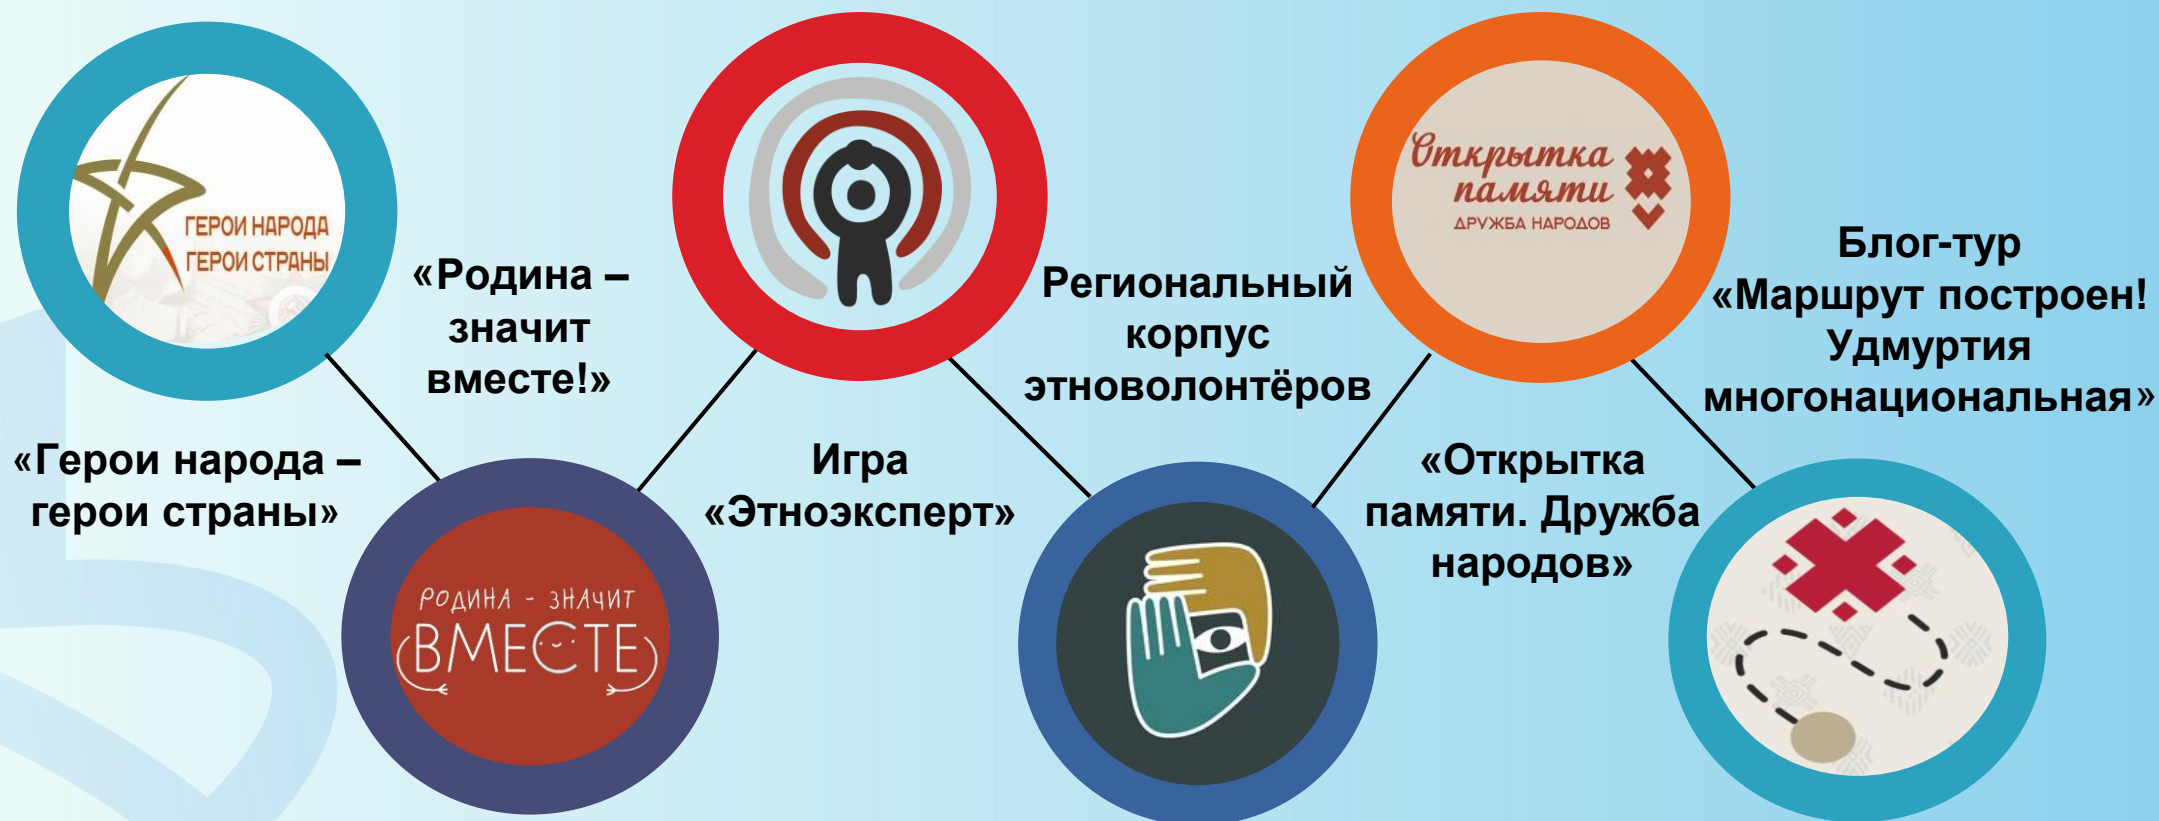 ГЕРОИ НАРОДА
ГЕРОИ СТРАНЫ
«Герои народа –
герои страны»
«Родина –
значит
вместе!»
РОДИНА - ЗНАЧИТ
ВМЕСТЕ
Игра
«Этноэксперт»
Региональный
корпус
этноволонтёров
Открытка
памяти
ДРУЖБА НАРОДОВ
«Открытка
памяти. Дружба
народов»
Блог-тур
«Маршрут построен!
Удмуртия
многонациональная»